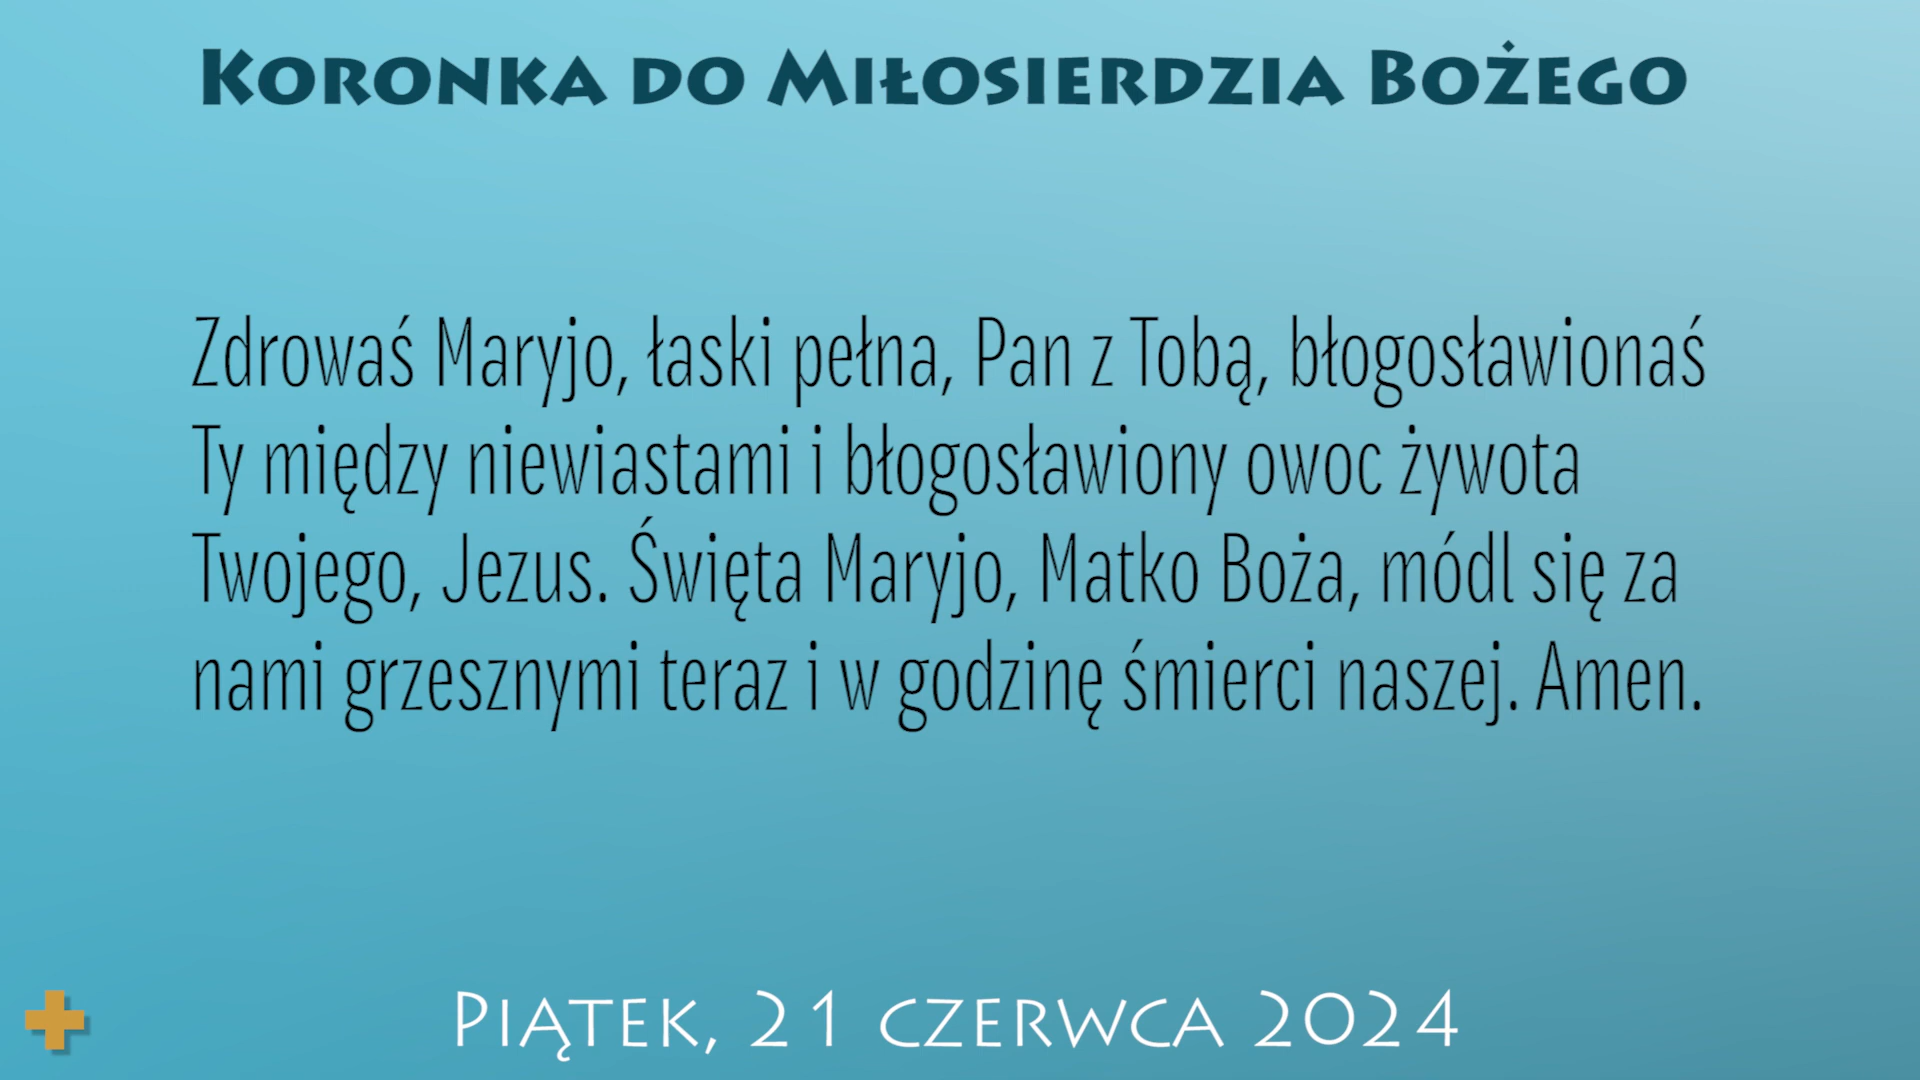 Koronka do Miłosierdzia Bożego
Zdrowaś Maryjo, łaski pełna, Pan z Tobą, błogosławionaś
Ty między niewiastami i błogosławiony owoc żywota
Twojego, Jezus. Święta Maryjo, Matko Boża, módl się za
nami grzesznymi teraz i w godzinę śmierci naszej. Amen.
Piątek, 21 czerwca 2024